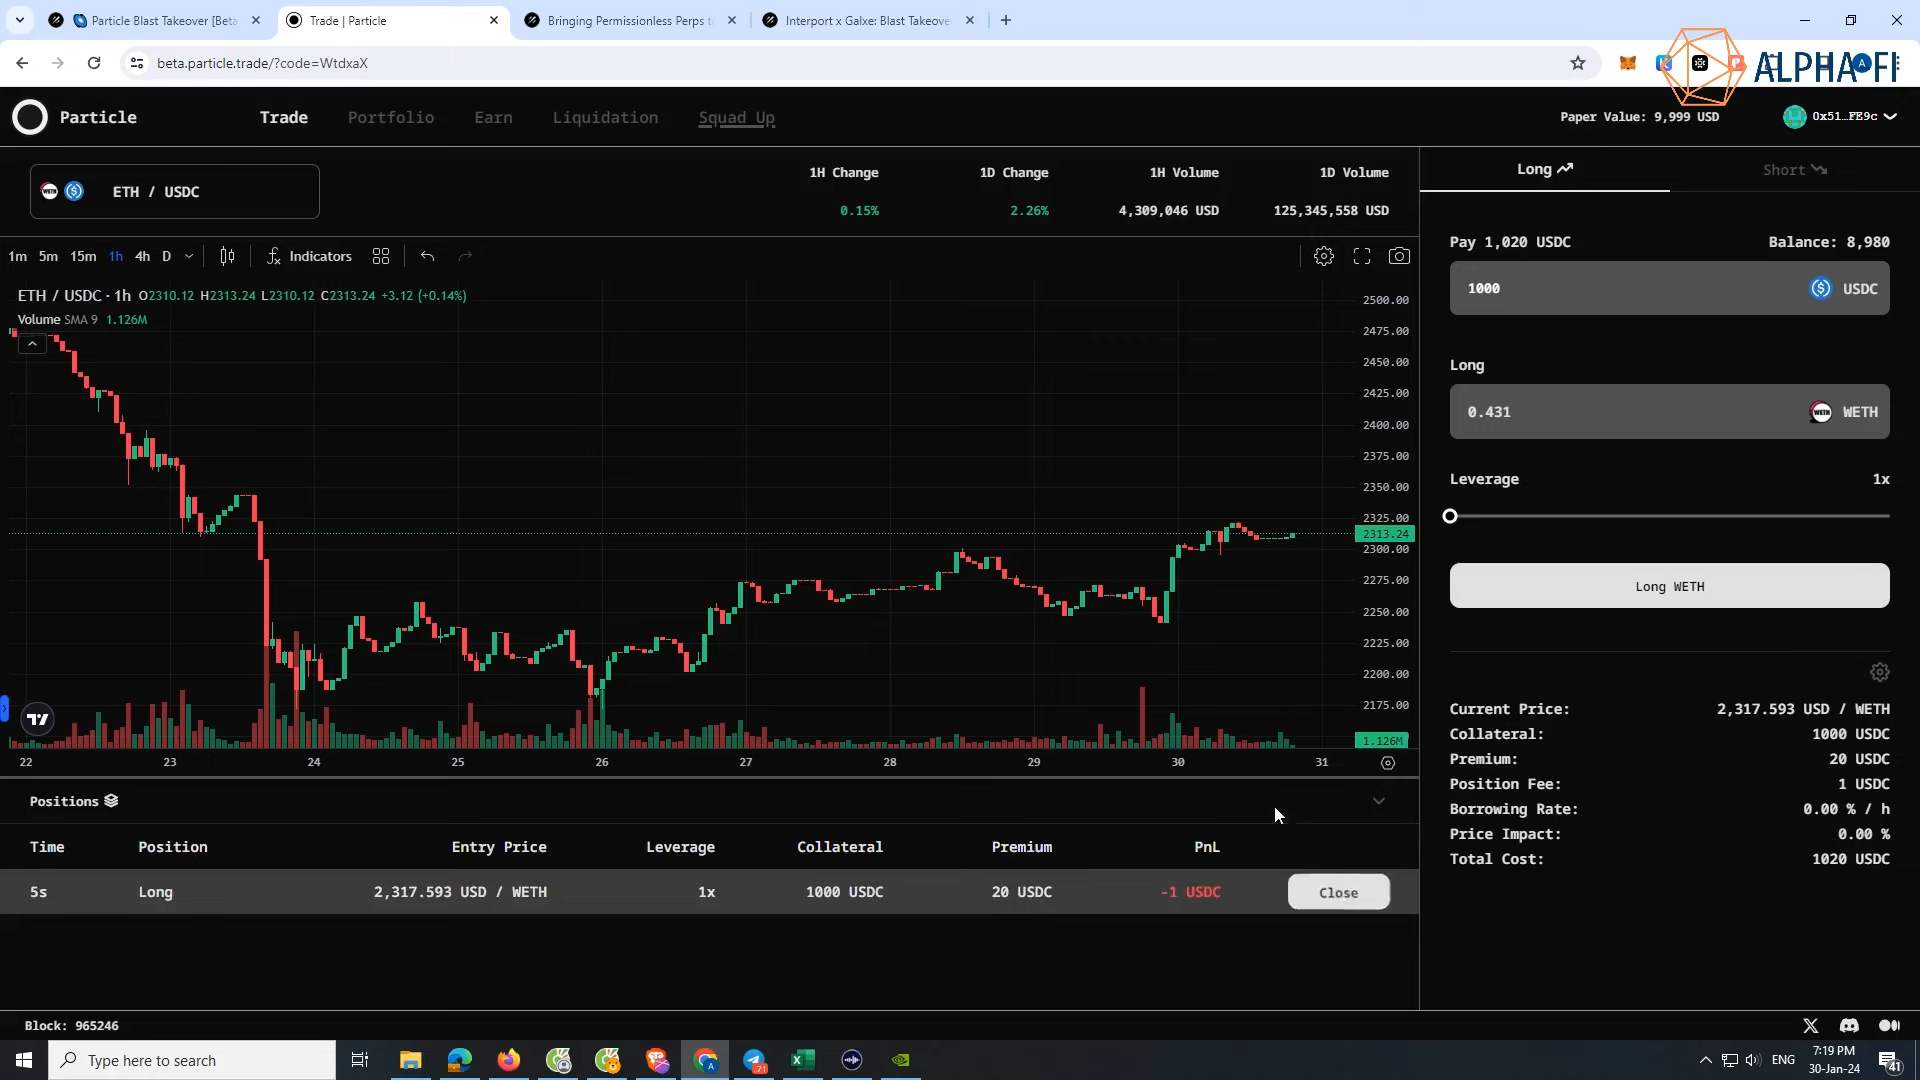 Particle Blast Takeover [Beta
Trade | Particle
Bringing Permissionless Perps t
Interport x Galxe: Blast Takeove
beta.particle.trade/?code=WtdxaX
ALPHA FI
Particle
Trade
Portfolio
Earn
Liquidation
Squad Up
Paper Value: 9,999 USD
0x51…FE9c
ETH / USDC
1H Change
1D Change
1H Volume
1D Volume
0.15%
2.26%
4,309,046 USD
125,345,558 USD
Long
Short
1m 5m 15m 1h 4h D
Indicators
ETH / USDC · 1h O2310.12 H2313.24 L2310.12 C2313.24 +3.12 (+0.14%)
Volume SMA 9 1.126M
2500.00
2475.00
2450.00
2425.00
2400.00
2375.00
2350.00
2325.00
2313.24
2300.00
2275.00
2250.00
2225.00
2200.00
2175.00
1.126M
22 23 24 25 26 27 28 29 30 31
Pay 1,020 USDC
Balance: 8,980
1000
USDC
Long
0.431
WETH
WETH
Leverage
1x
Long WETH
Current Price: 2,317.593 USD / WETH
Collateral: 1000 USDC
Premium: 20 USDC
Position Fee: 1 USDC
Borrowing Rate: 0.00 % / h
Price Impact: 0.00 %
Total Cost: 1020 USDC
Positions
Time Position Entry Price Leverage Collateral Premium PnL
5s Long 2,317.593 USD / WETH 1x 1000 USDC 20 USDC -1 USDC Close
Block: 965246
Type here to search
71
ENG
7:19 PM
30-Jan-24
41